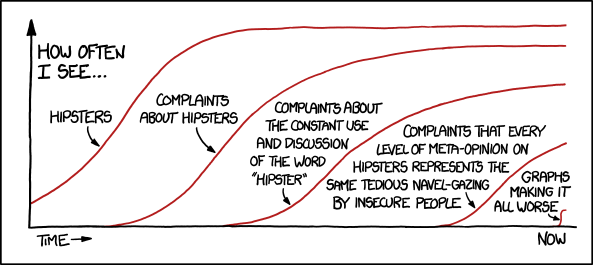 HOW OFTEN
I SEE...
HIPSTERS
COMPLAINTS
ABOUT HIPSTERS
COMPLAINTS ABOUT
THE CONSTANT USE
AND DISCUSSION
OF THE WORD
"HIPSTER"
COMPLAINTS THAT EVERY
LEVEL OF META-OPINION ON
HIPSTERS REPRESENTS THE
SAME TEDIOUS NAVEL-GAZING
BY INSECURE PEOPLE
GRAPHS
MAKING IT
ALL WORSE
TIME
NOW